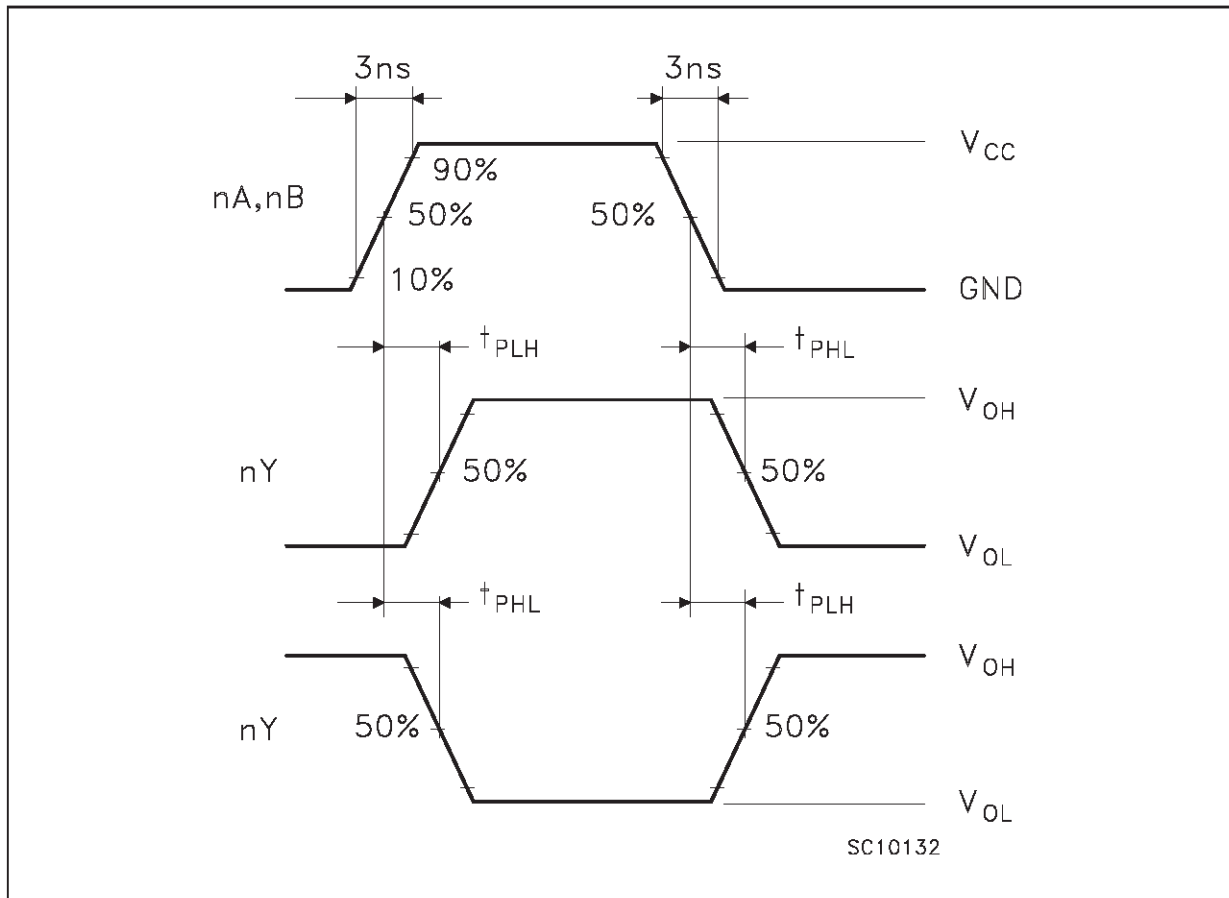 3ns 3ns
V_CC
90%
nA,nB 50% 50%
10%
GND
t_PLH t_PHL
V_OH
nY 50% 50%
V_OL
t_PHL t_PLH
V_OH
nY 50% 50%
V_OL
SC10132